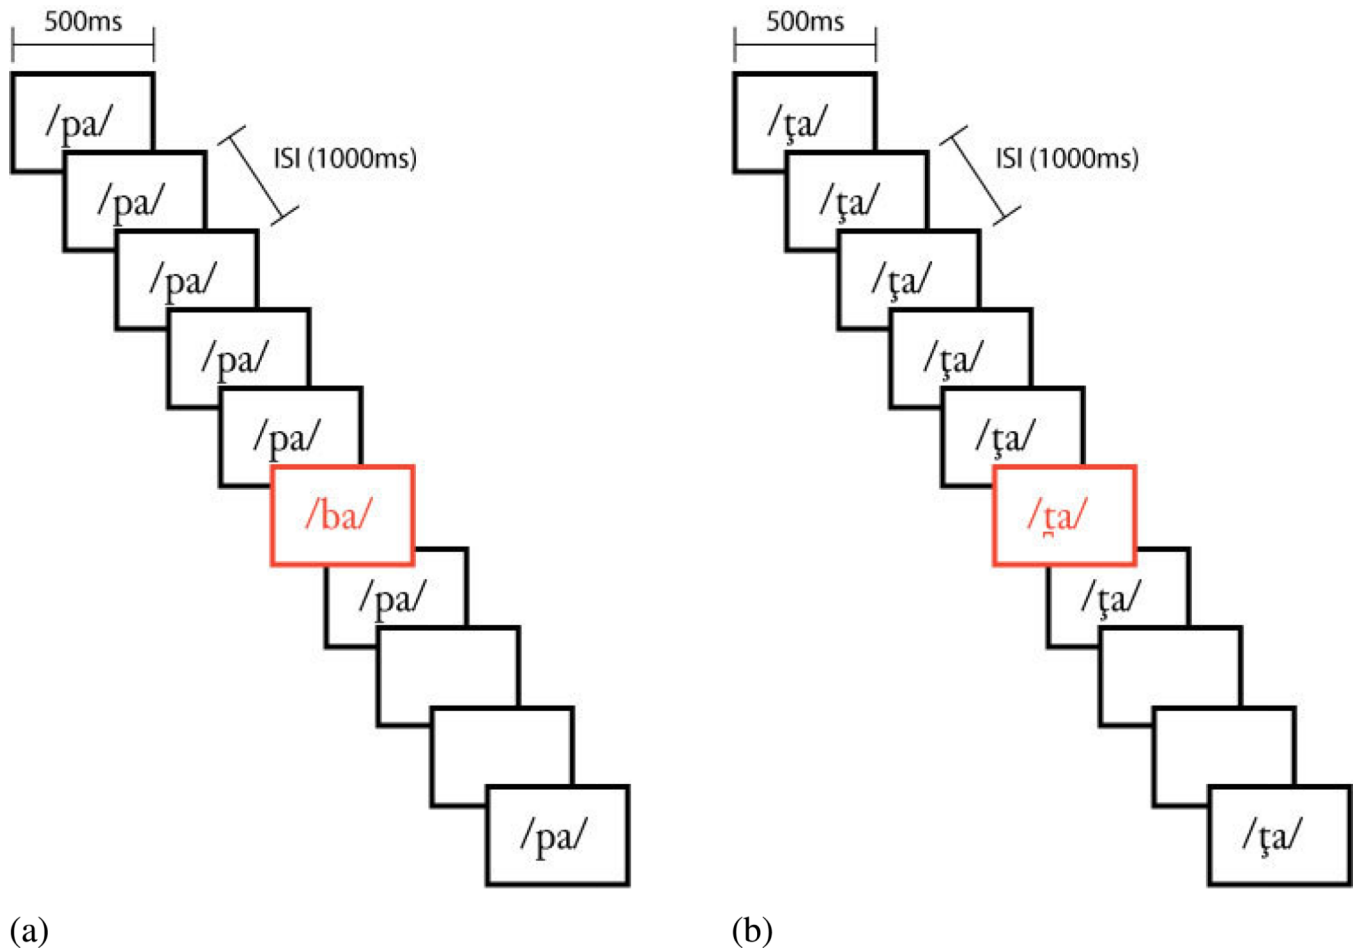 500ms
/pa/
ISI (1000ms)
/pa/
/pa/
/pa/
/pa/
/ba/
/pa/
/pa/
(a)
500ms
/ţa/
ISI (1000ms)
/ţa/
/ţa/
/ţa/
/ţa/
/t̪a/
/ţa/
/ţa/
(b)